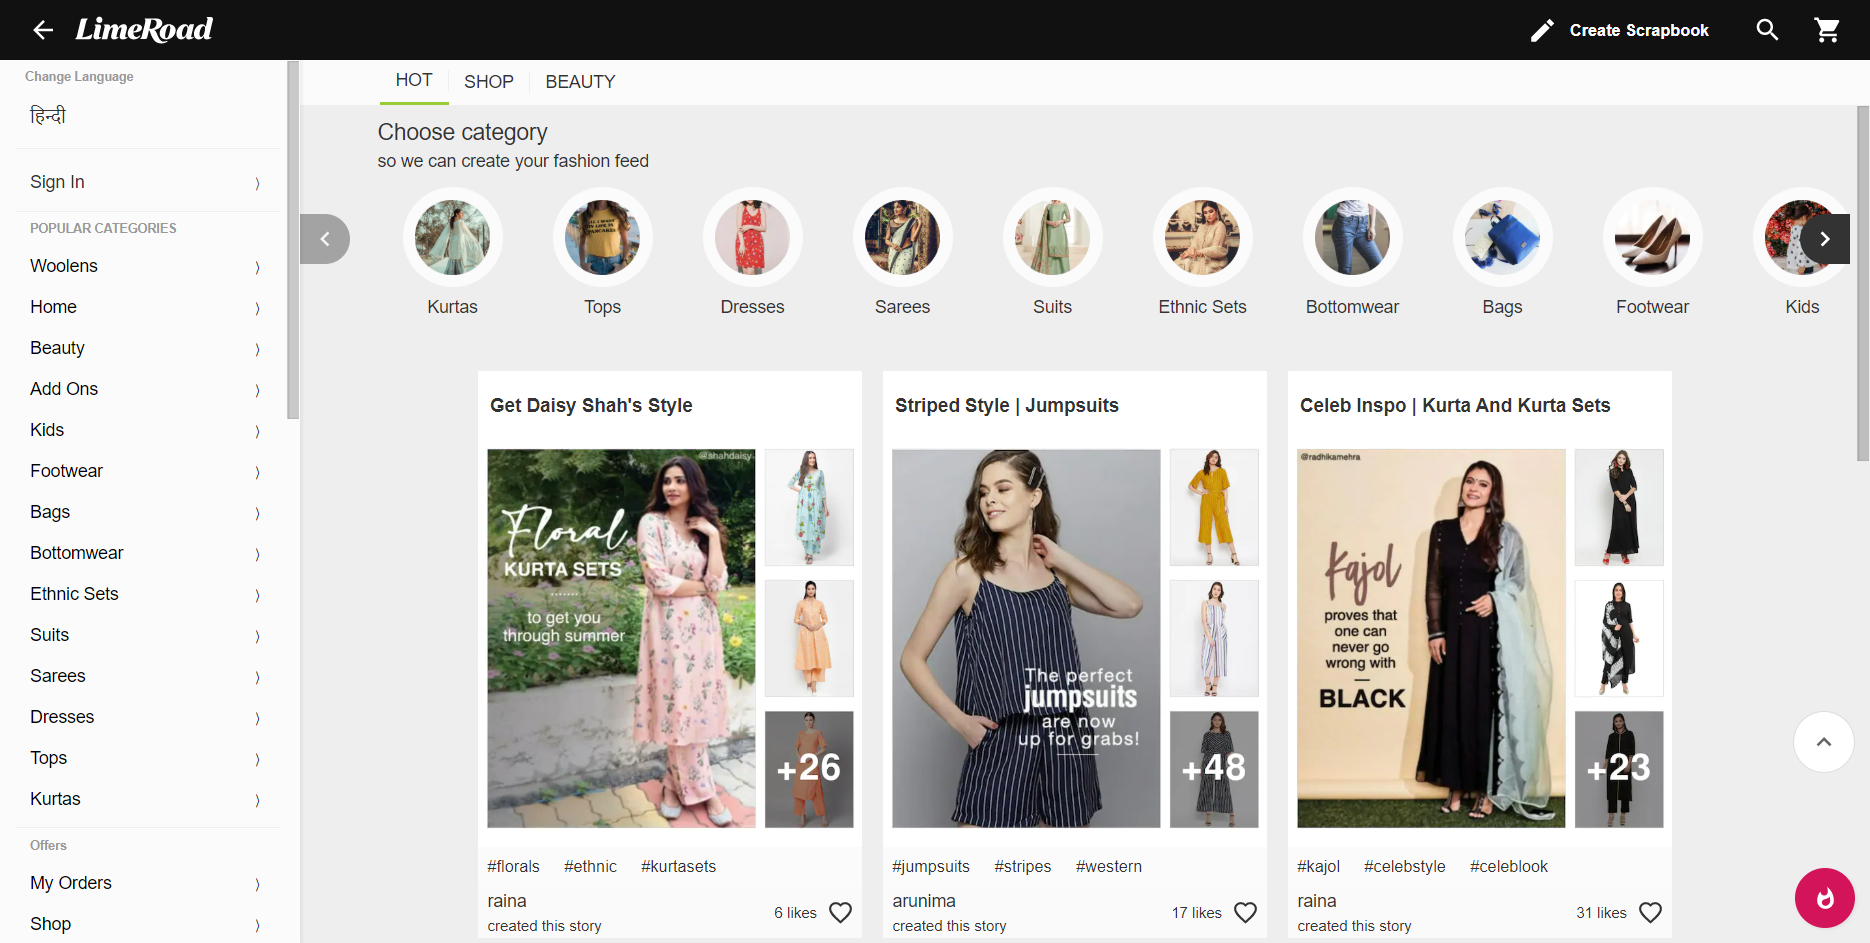 LimeRoad
Create Scrapbook
Change Language
हिन्दी
Sign In
POPULAR CATEGORIES
Woolens
Home
Beauty
Add Ons
Kids
Footwear
Bags
Bottomwear
Ethnic Sets
Suits
Sarees
Dresses
Tops
Kurtas
Offers
My Orders
Shop
HOT
SHOP
BEAUTY
Choose category
so we can create your fashion feed
Kurtas
Tops
Dresses
Sarees
Suits
Ethnic Sets
Bottomwear
Bags
Footwear
Kids
Get Daisy Shah's Style
@shahdaisy
Floral
KURTA SETS
to get you
through summer
+26
#florals #ethnic #kurtasets
raina
created this story
6 likes
Striped Style | Jumpsuits
The perfect
jumpsuits
are now
up for grabs!
+48
#jumpsuits #stripes #western
arunima
created this story
17 likes
Celeb Inspo | Kurta And Kurta Sets
@radhikamehra
Kajol
proves that
one can
never go
wrong with
BLACK
+23
#kajol #celebstyle #celeblook
raina
created this story
31 likes